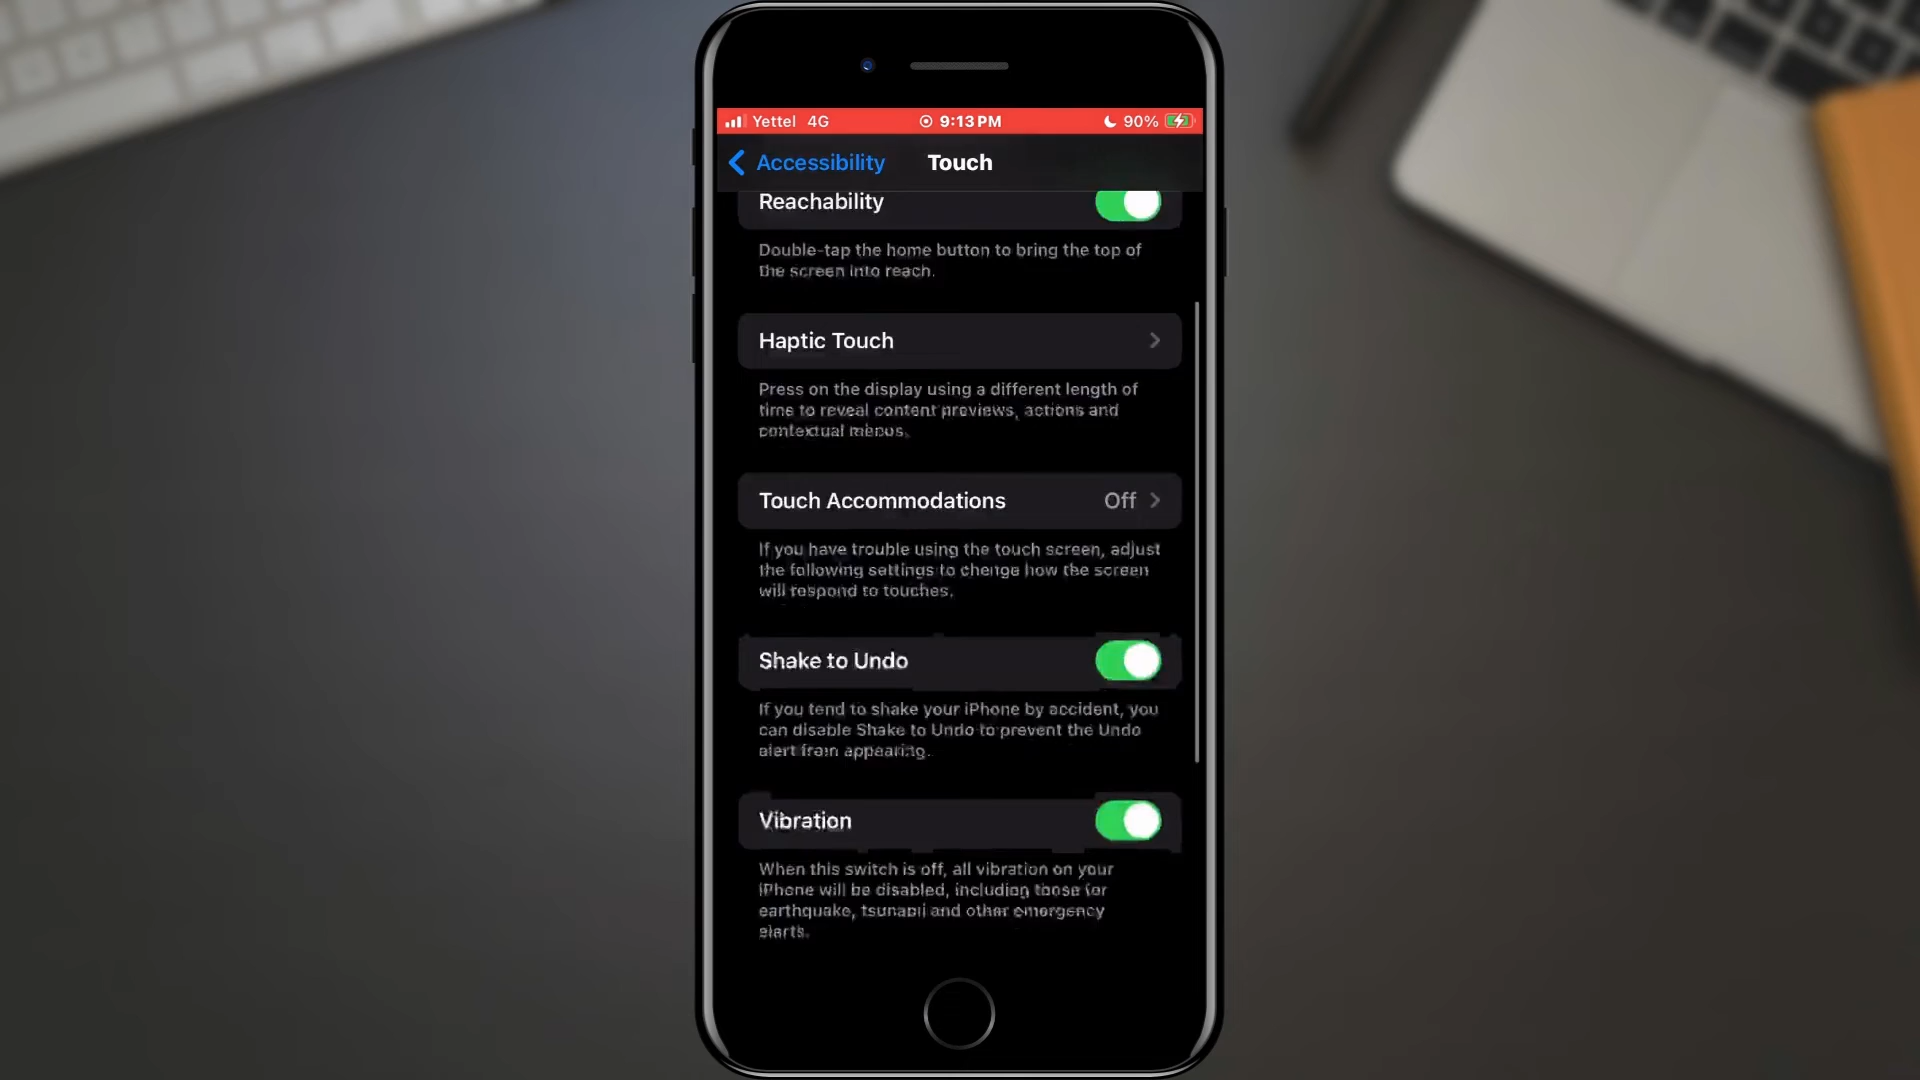 Yettel 4G 9:13 PM 90%
Accessibility Touch
Reachability
Double-tap the home button to bring the top of
the screen into reach.
Haptic Touch
Press on the display using a different length of
time to reveal content previews, actions and
contextual menus.
Touch Accommodations Off
If you have trouble using the touch screen, adjust
the following settings to change how the screen
will respond to touches.
Shake to Undo
If you tend to shake your iPhone by accident, you
can disable Shake to Undo to prevent the Undo
alert from appearing.
Vibration
When this switch is off, all vibration on your
iPhone will be disabled, including those for
earthquake, tsunami and other emergency
alerts.